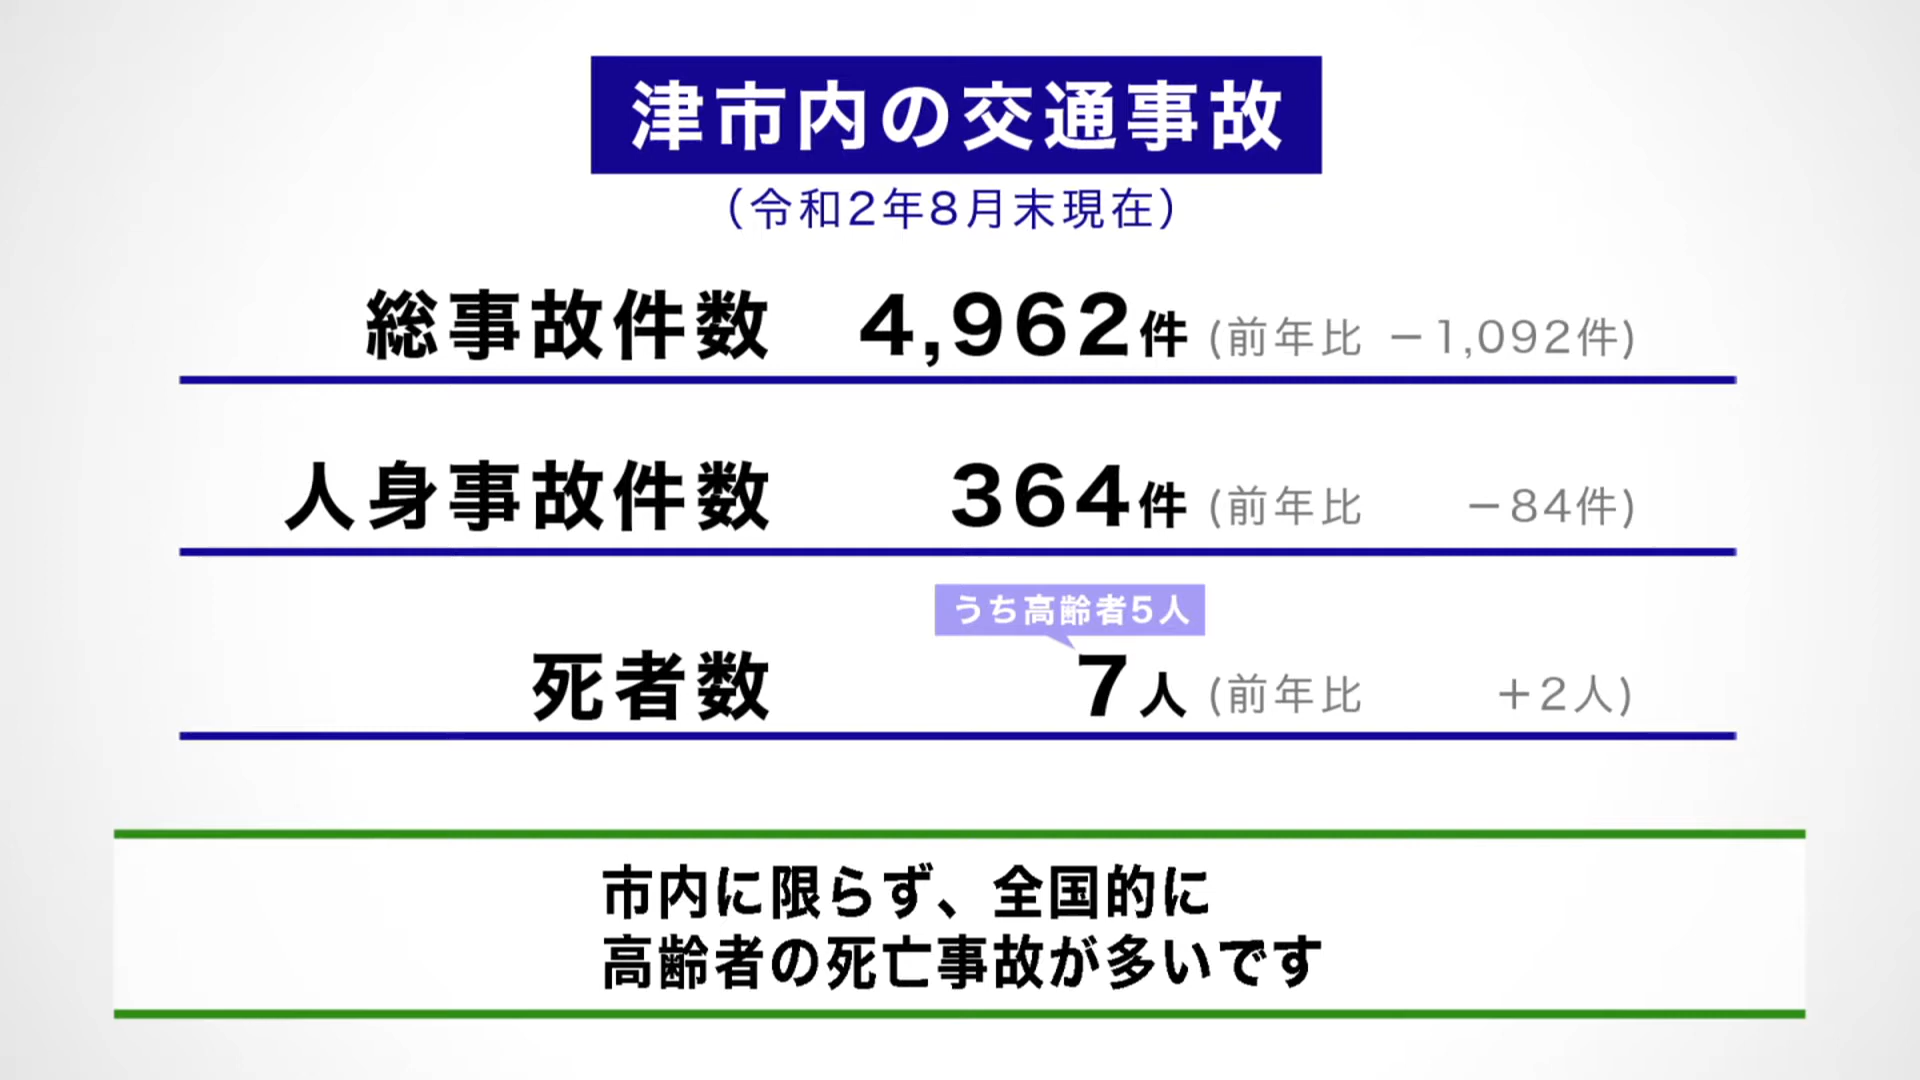 津市内の交通事故
（令和2年8月末現在）
総事故件数 4,962件 (前年比 －1,092件)
人身事故件数 364件 (前年比 －84件)
うち高齢者5人
死者数 7人 (前年比 ＋2人)
市内に限らず、全国的に
高齢者の死亡事故が多いです